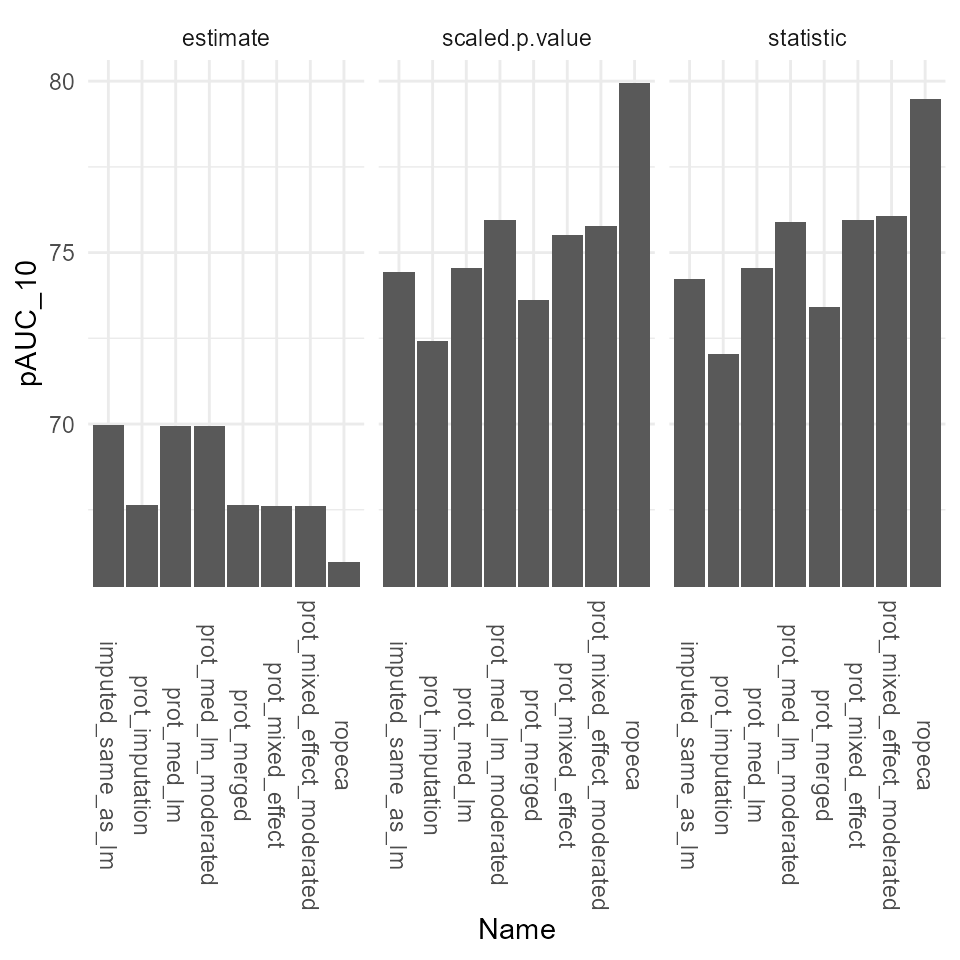 estimate
scaled.p.value
statistic
pAUC_10
80
75
70
imputed_same_as_lm
prot_imputation
prot_med_lm
prot_med_lm_moderated
prot_merged
prot_mixed_effect
prot_mixed_effect_moderated
ropeca
imputed_same_as_lm
prot_imputation
prot_med_lm
prot_med_lm_moderated
prot_merged
prot_mixed_effect
prot_mixed_effect_moderated
ropeca
imputed_same_as_lm
prot_imputation
prot_med_lm
prot_med_lm_moderated
prot_merged
prot_mixed_effect
prot_mixed_effect_moderated
ropeca
Name